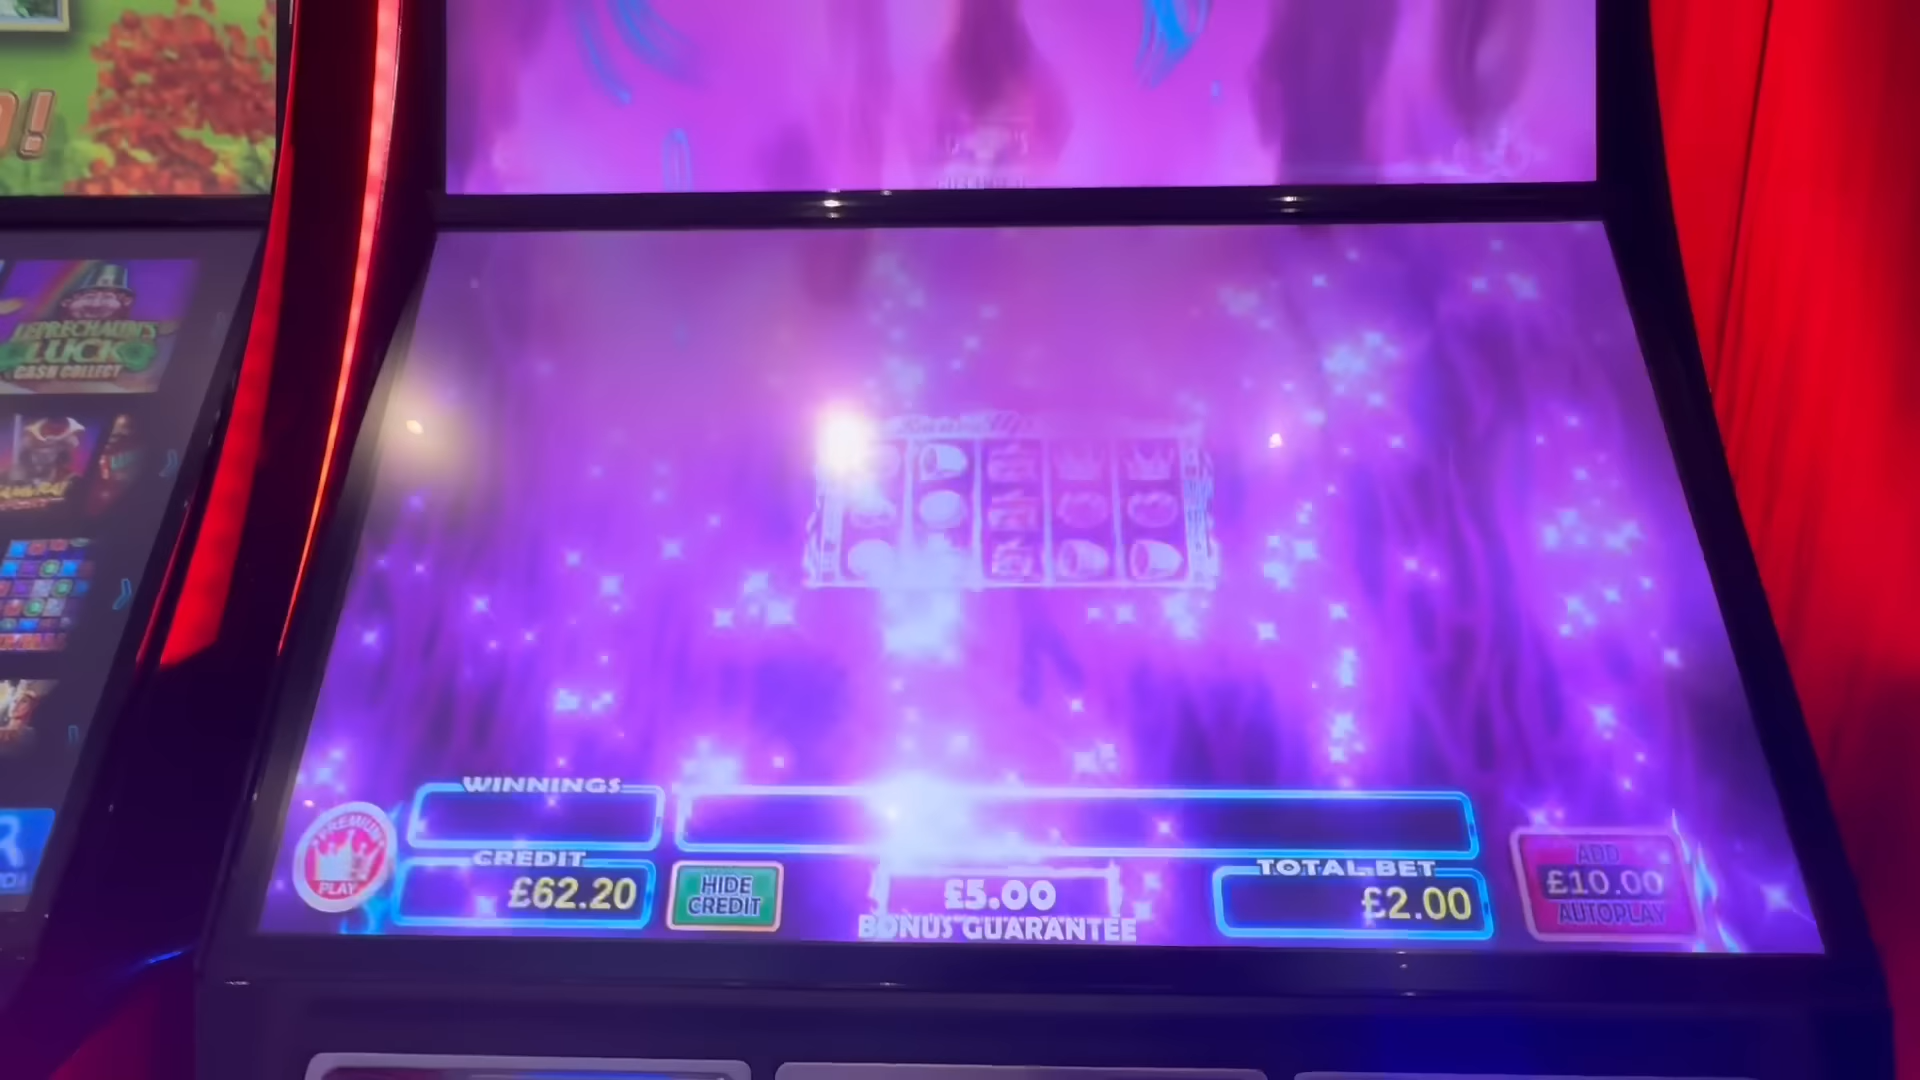 !
LEPRECHAUN'S
LUCK
CASH COLLECT
WINNINGS
PREMIUM
PLAY
CREDIT
£62.20
HIDE
CREDIT
£5.00
BONUS GUARANTEE
TOTAL BET
£2.00
ADD
£10.00
AUTOPLAY